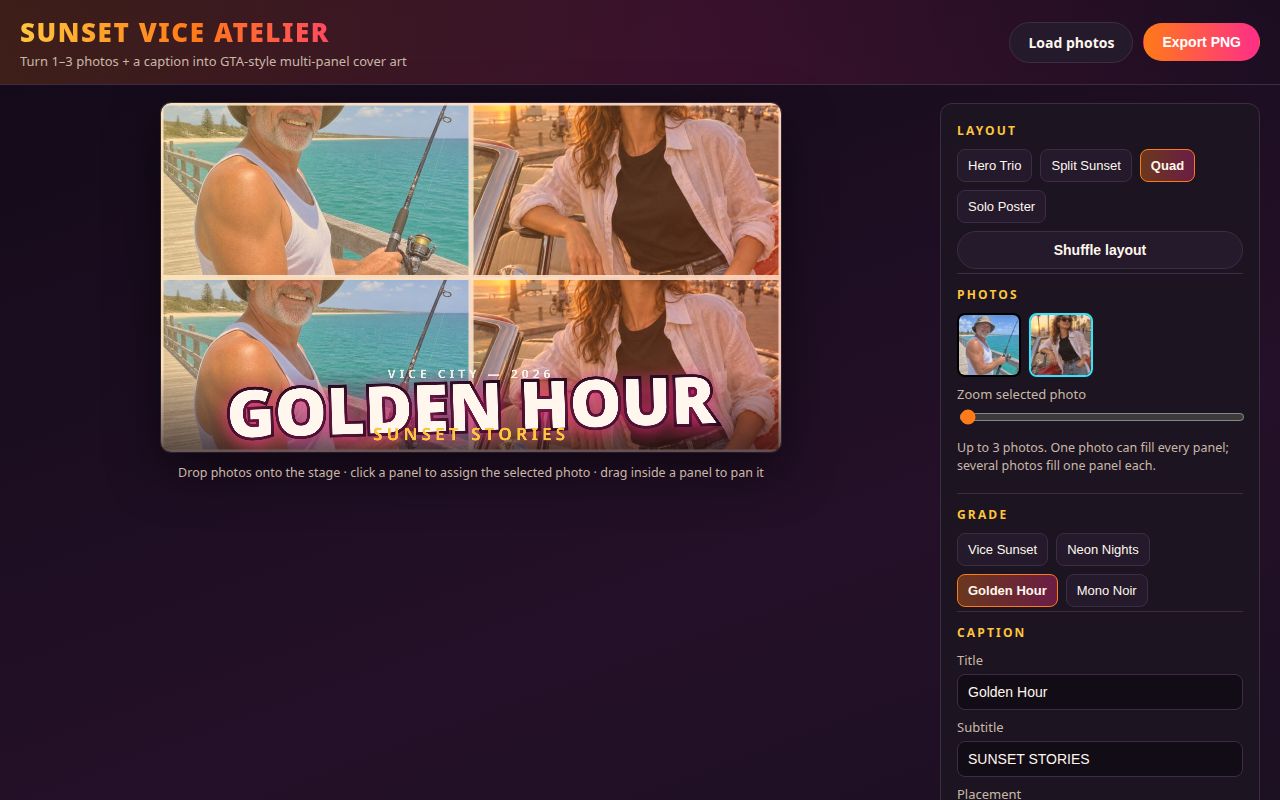 SUNSET VICE ATELIER
Turn 1–3 photos + a caption into GTA-style multi-panel cover art
Load photos
Export PNG
VICE CITY — 2026
GOLDEN HOUR
SUNSET STORIES
Drop photos onto the stage · click a panel to assign the selected photo · drag inside a panel to pan it
LAYOUT
Hero Trio
Split Sunset
Quad
Solo Poster
Shuffle layout
PHOTOS
Zoom selected photo
Up to 3 photos. One photo can fill every panel;
several photos fill one panel each.
GRADE
Vice Sunset
Neon Nights
Golden Hour
Mono Noir
CAPTION
Title
Golden Hour
Subtitle
SUNSET STORIES
Placement